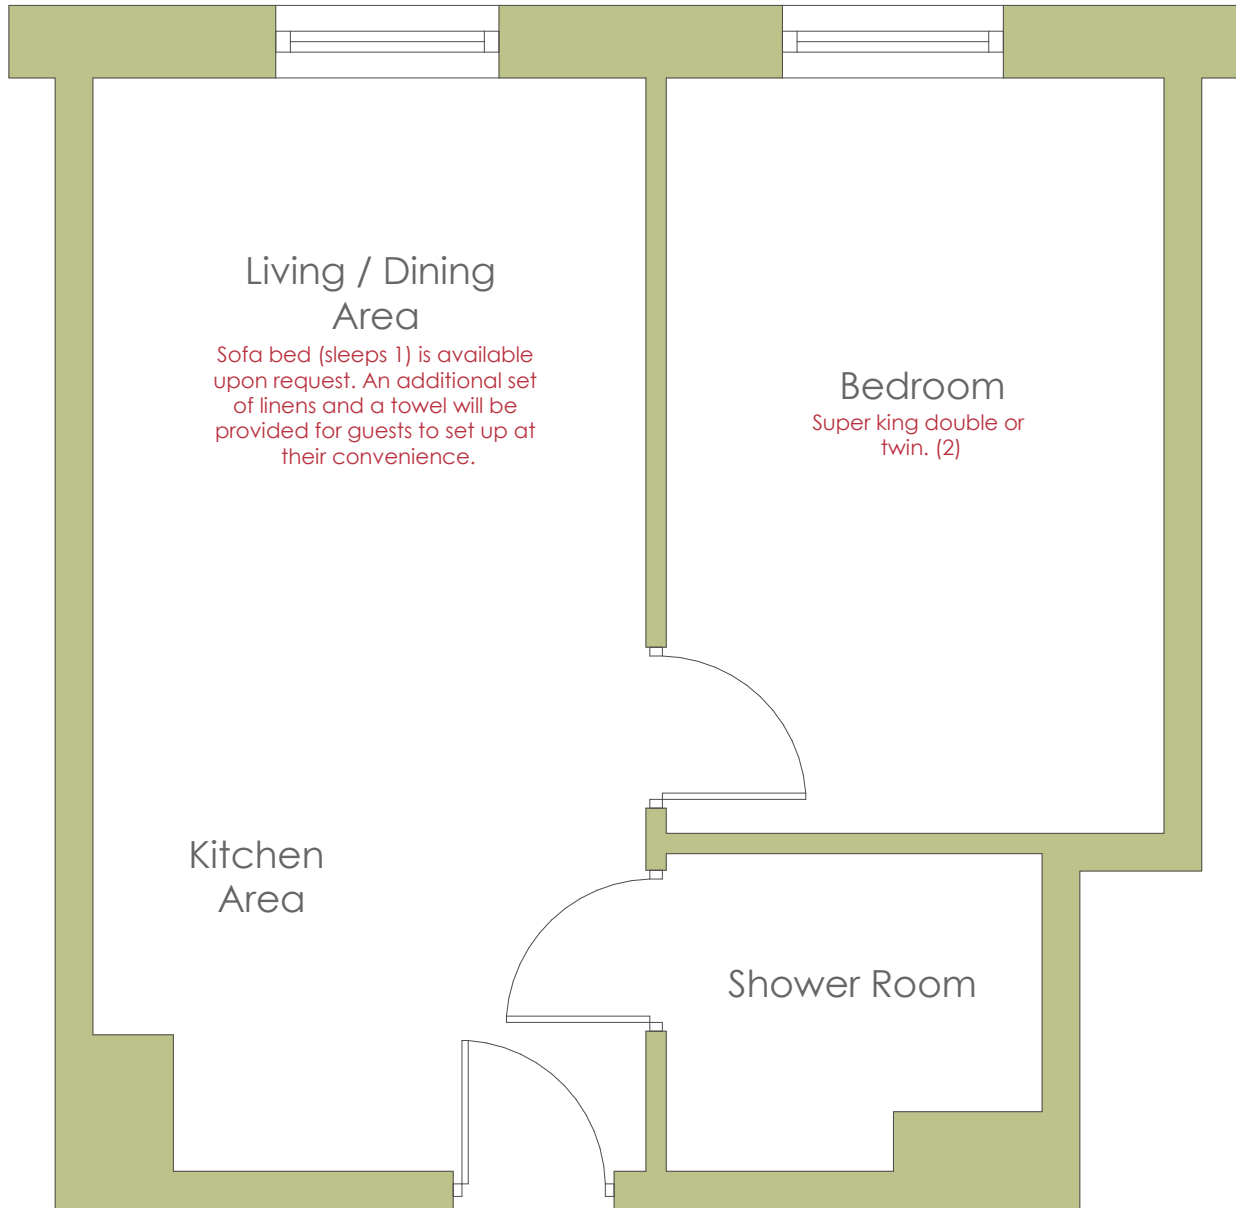 Living / Dining
Area
Sofa bed (sleeps 1) is available
upon request. An additional set
of linens and a towel will be
provided for guests to set up at
their convenience.
Bedroom
Super king double or
twin. (2)
Kitchen
Area
Shower Room